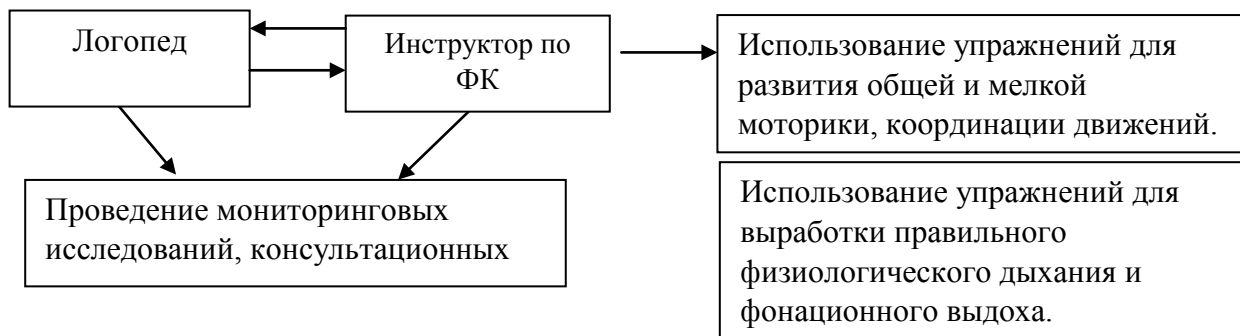 Логопед
Инструктор по
ФК
Использование упражнений для
развития общей и мелкой
моторики, координации движений.
Проведение мониторинговых
исследований, консультационных
Использование упражнений для
выработки правильного
физиологического дыхания и
фонационного выдоха.